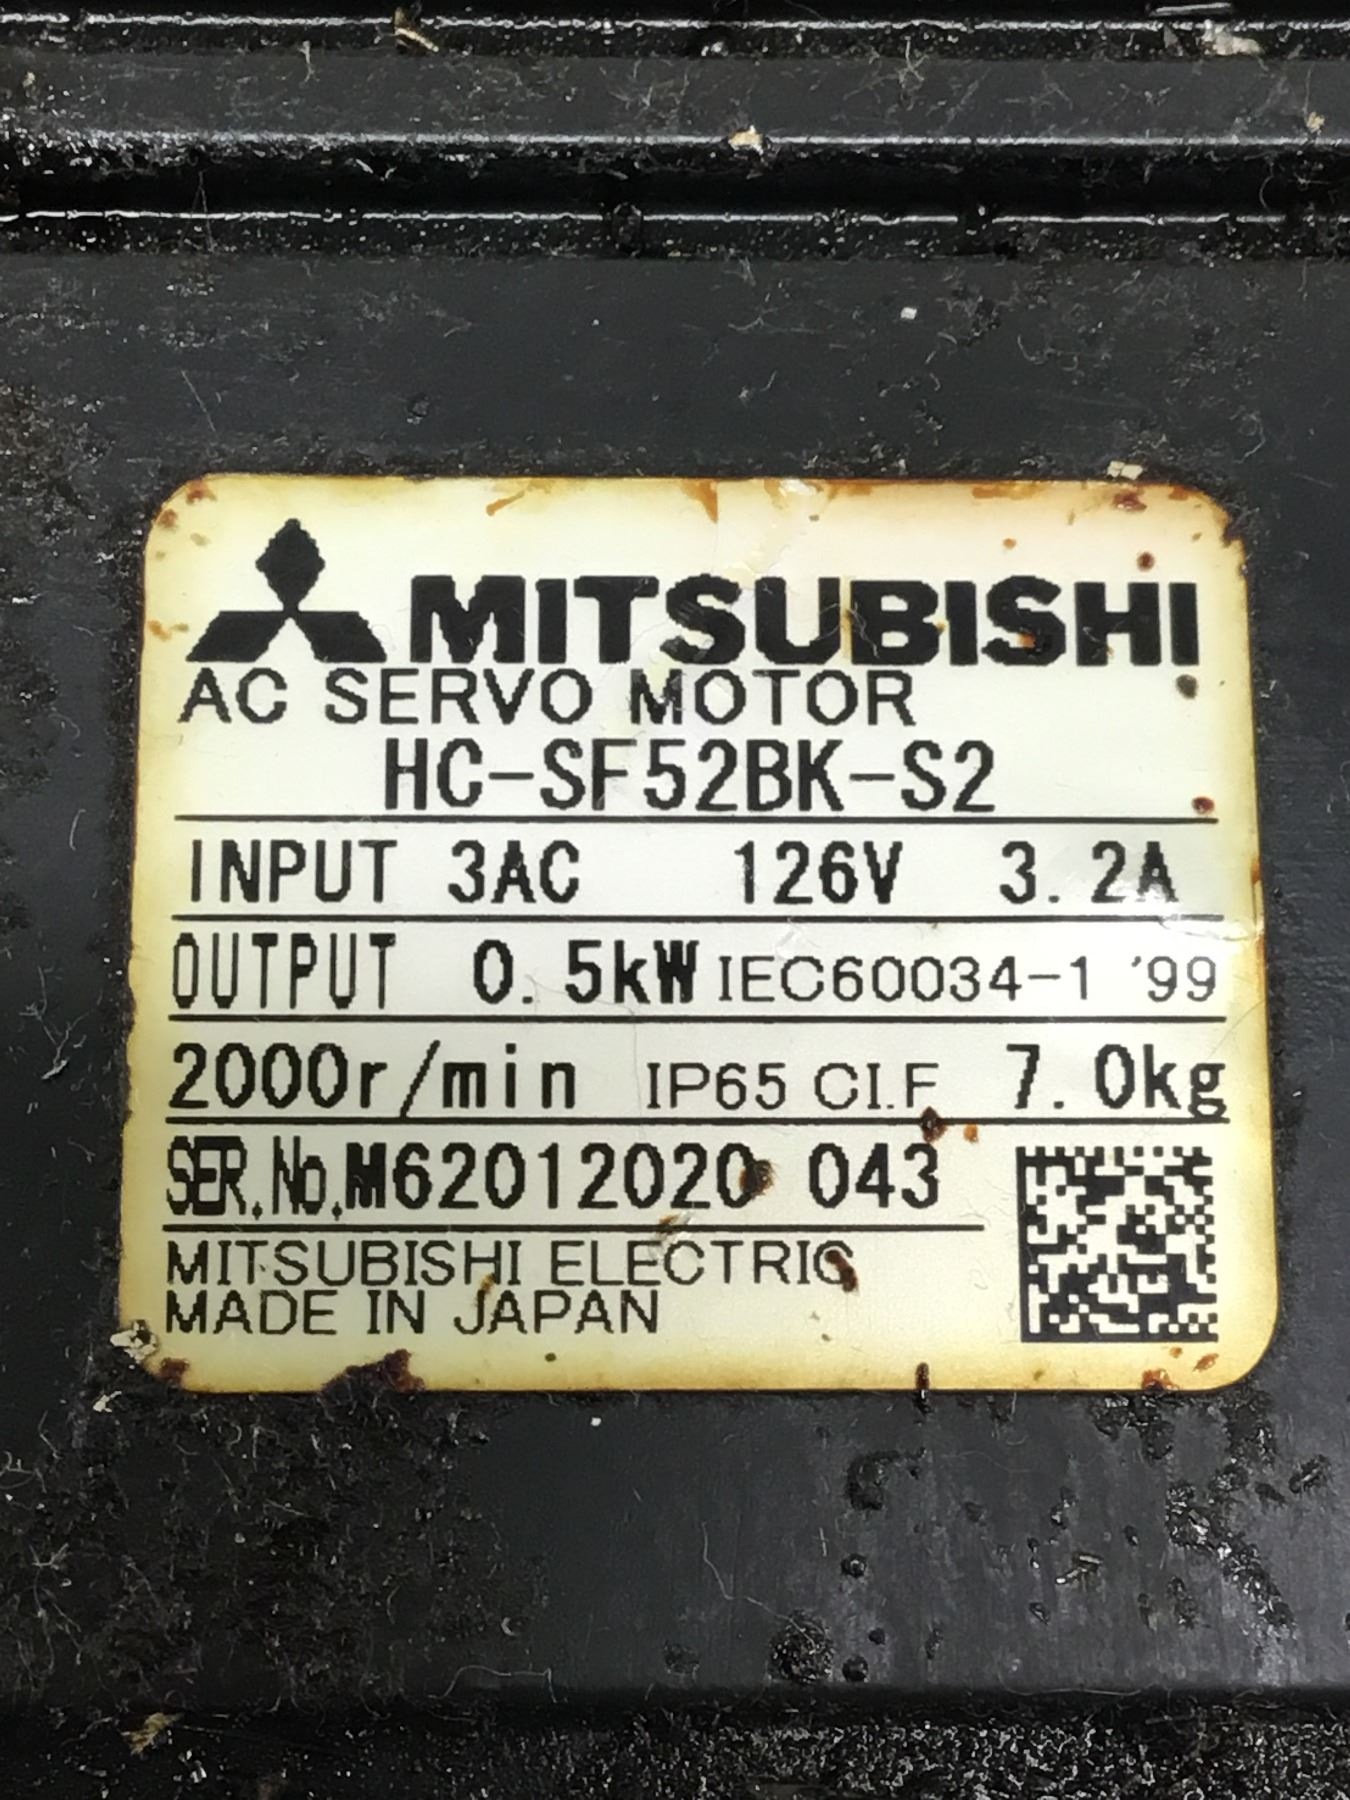 MITSUBISHI
AC SERVO MOTOR
HC-SF52BK-S2
INPUT 3AC 126V 3.2A
OUTPUT 0.5kW IEC60034-1 '99
2000r/min IP65 CI.F 7.0kg
SER.No.M62012020 043
MITSUBISHI ELECTRIC
MADE IN JAPAN